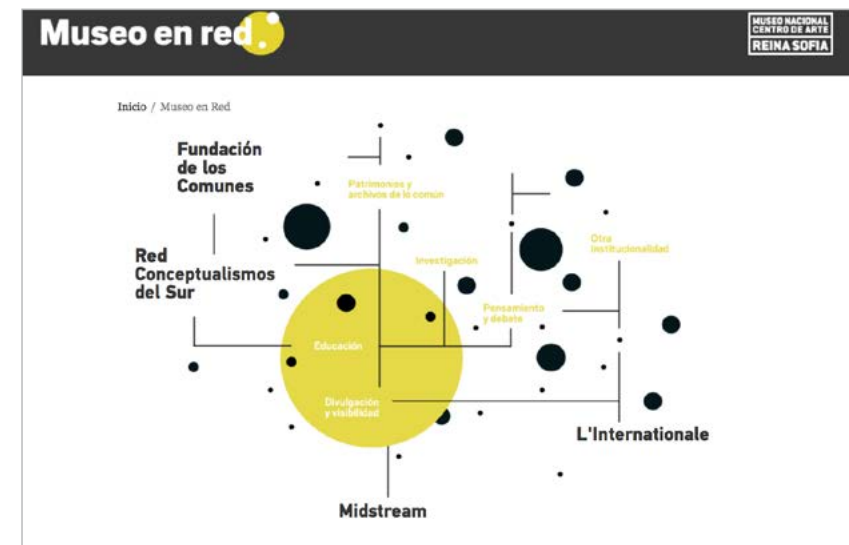 Museo en red
MUSEO NACIONAL
CENTRO DE ARTE
REINA SOFIA
Inicio / Museo en Red
Fundación
de los
Comunes
Patrimonios y
archivos de lo común
Red
Conceptualismos
del Sur
Investigación
Otra
institucionalidad
Pensamiento
y debate
Educación
Divulgación
y visibilidad
L'Internationale
Midstream